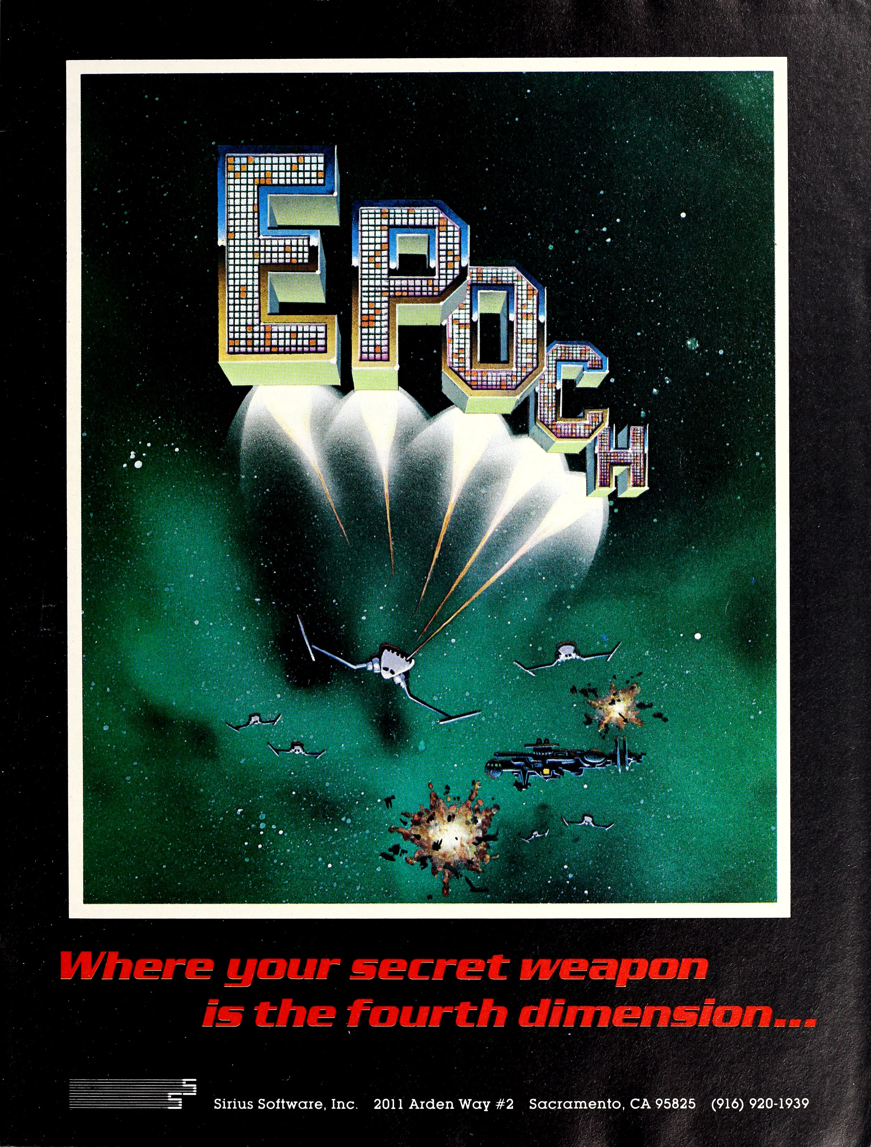 EPOCH
Where your secret weapon
is the fourth dimension...
SS
Sirius Software, Inc. 2011 Arden Way #2 Sacramento, CA 95825 (916) 920-1939